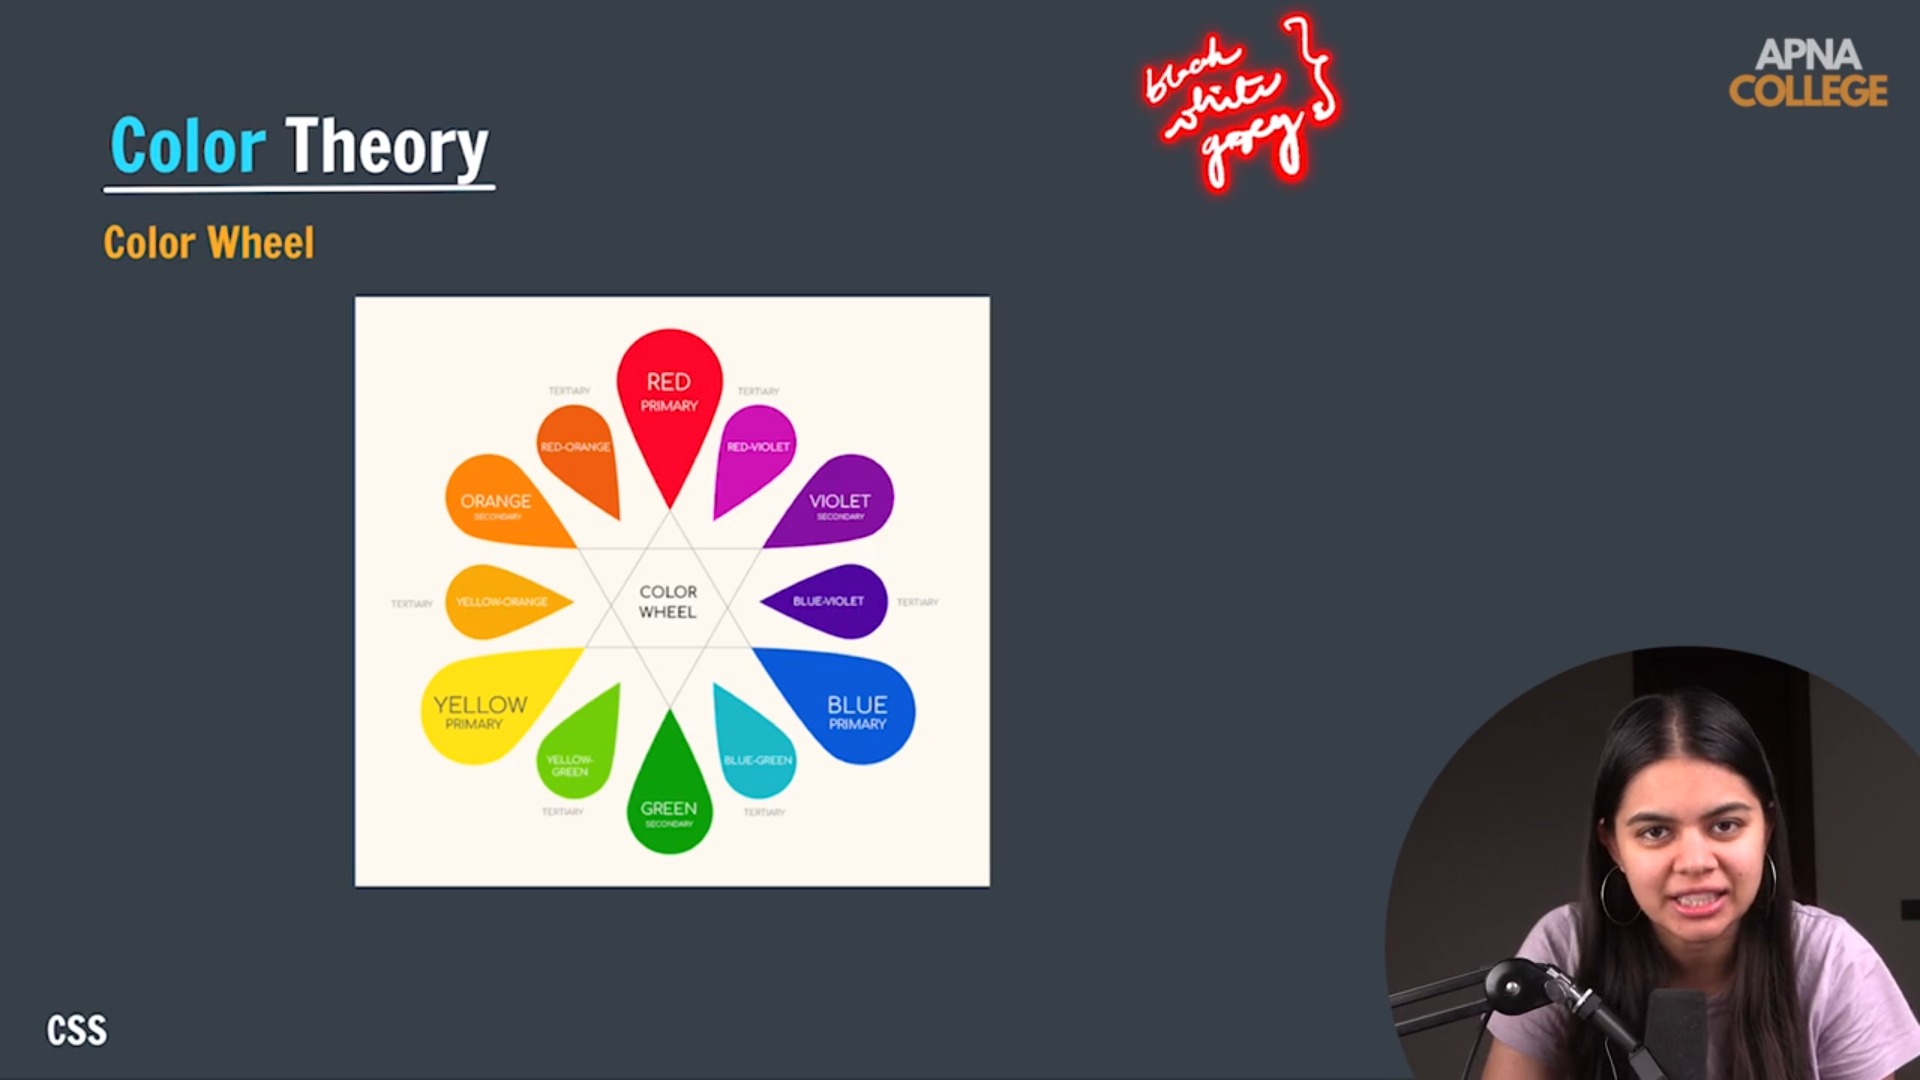 black
white
grey
APNA
COLLEGE
Color Theory
Color Wheel
RED
PRIMARY
TERTIARY
RED-ORANGE
TERTIARY
RED-VIOLET
ORANGE
SECONDARY
VIOLET
SECONDARY
TERTIARY
YELLOW-ORANGE
COLOR
WHEEL
BLUE-VIOLET
TERTIARY
YELLOW
PRIMARY
BLUE
PRIMARY
YELLOW-
GREEN
TERTIARY
GREEN
SECONDARY
BLUE-GREEN
TERTIARY
CSS